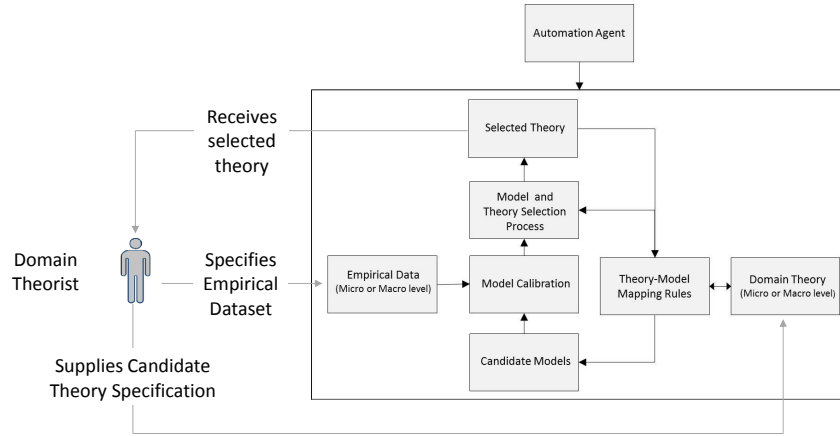 Automation Agent
Receives
selected
theory
Selected Theory
Model and
Theory Selection
Process
Domain
Theorist
Specifies
Empirical
Dataset
Empirical Data
(Micro or Macro level)
Model Calibration
Theory-Model
Mapping Rules
Domain Theory
(Micro or Macro level)
Candidate Models
Supplies Candidate
Theory Specification